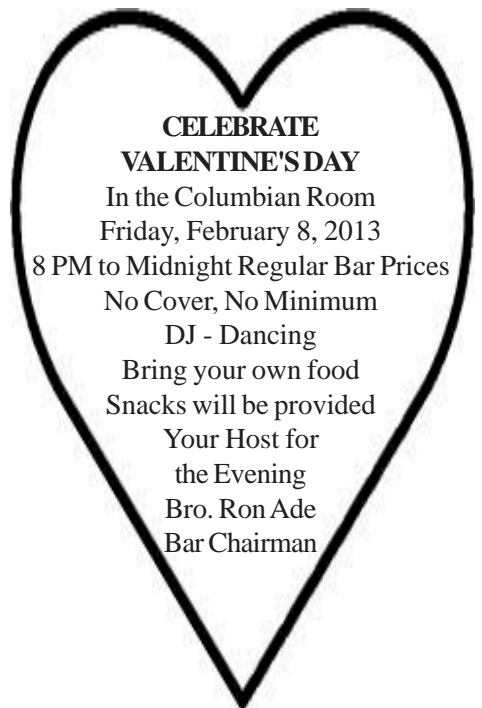 CELEBRATE
VALENTINE'S DAY
In the Columbian Room
Friday, February 8, 2013
8 PM to Midnight Regular Bar Prices
No Cover, No Minimum
DJ - Dancing
Bring your own food
Snacks will be provided
Your Host for
the Evening
Bro. Ron Ade
Bar Chairman